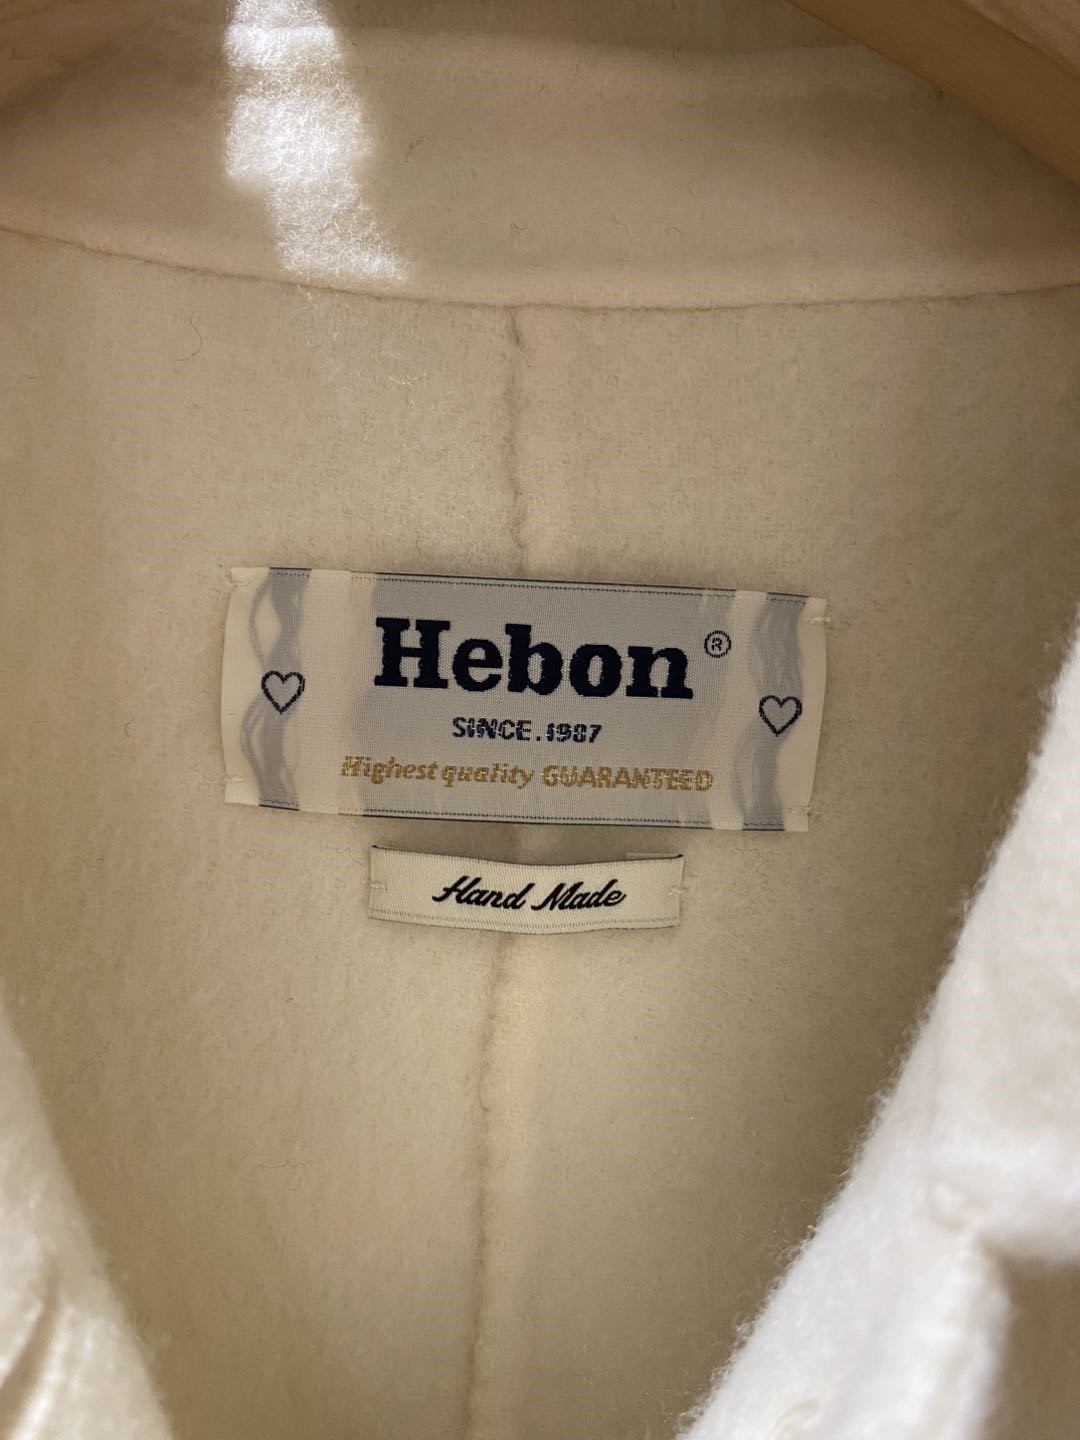 Hebon®
SINCE.1987
Highest quality GUARANTEED
Hand Made